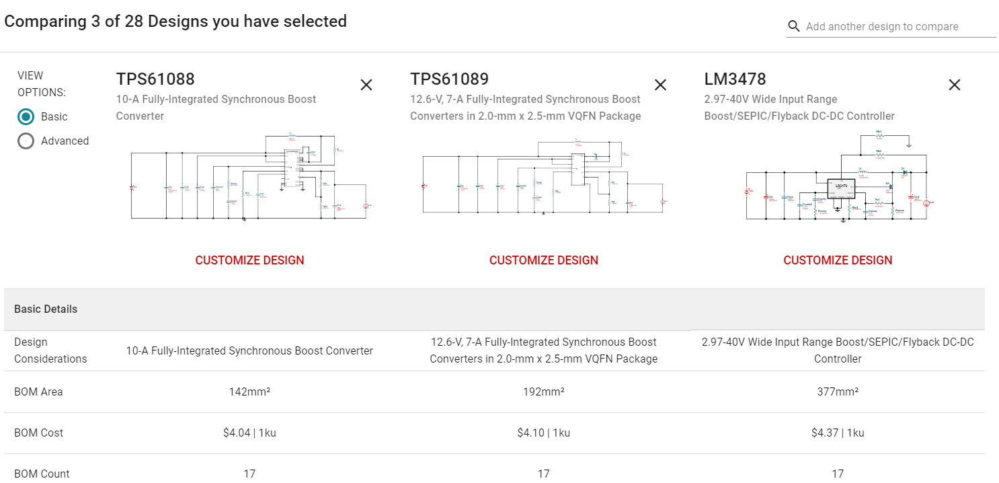 Comparing 3 of 28 Designs you have selected
Add another design to compare
VIEW
OPTIONS:
Basic
Advanced
TPS61088
10-A Fully-Integrated Synchronous Boost
Converter
TPS61089
12.6-V, 7-A Fully-Integrated Synchronous Boost
Converters in 2.0-mm x 2.5-mm VQFN Package
LM3478
2.97-40V Wide Input Range
Boost/SEPIC/Flyback DC-DC Controller
LM3478
CUSTOMIZE DESIGN
CUSTOMIZE DESIGN
CUSTOMIZE DESIGN
Basic Details
Design
Considerations
10-A Fully-Integrated Synchronous Boost Converter
12.6-V, 7-A Fully-Integrated Synchronous Boost
Converters in 2.0-mm x 2.5-mm VQFN Package
2.97-40V Wide Input Range Boost/SEPIC/Flyback DC-DC
Controller
BOM Area
142mm²
192mm²
377mm²
BOM Cost
$4.04 | 1ku
$4.10 | 1ku
$4.37 | 1ku
BOM Count
17
17
17